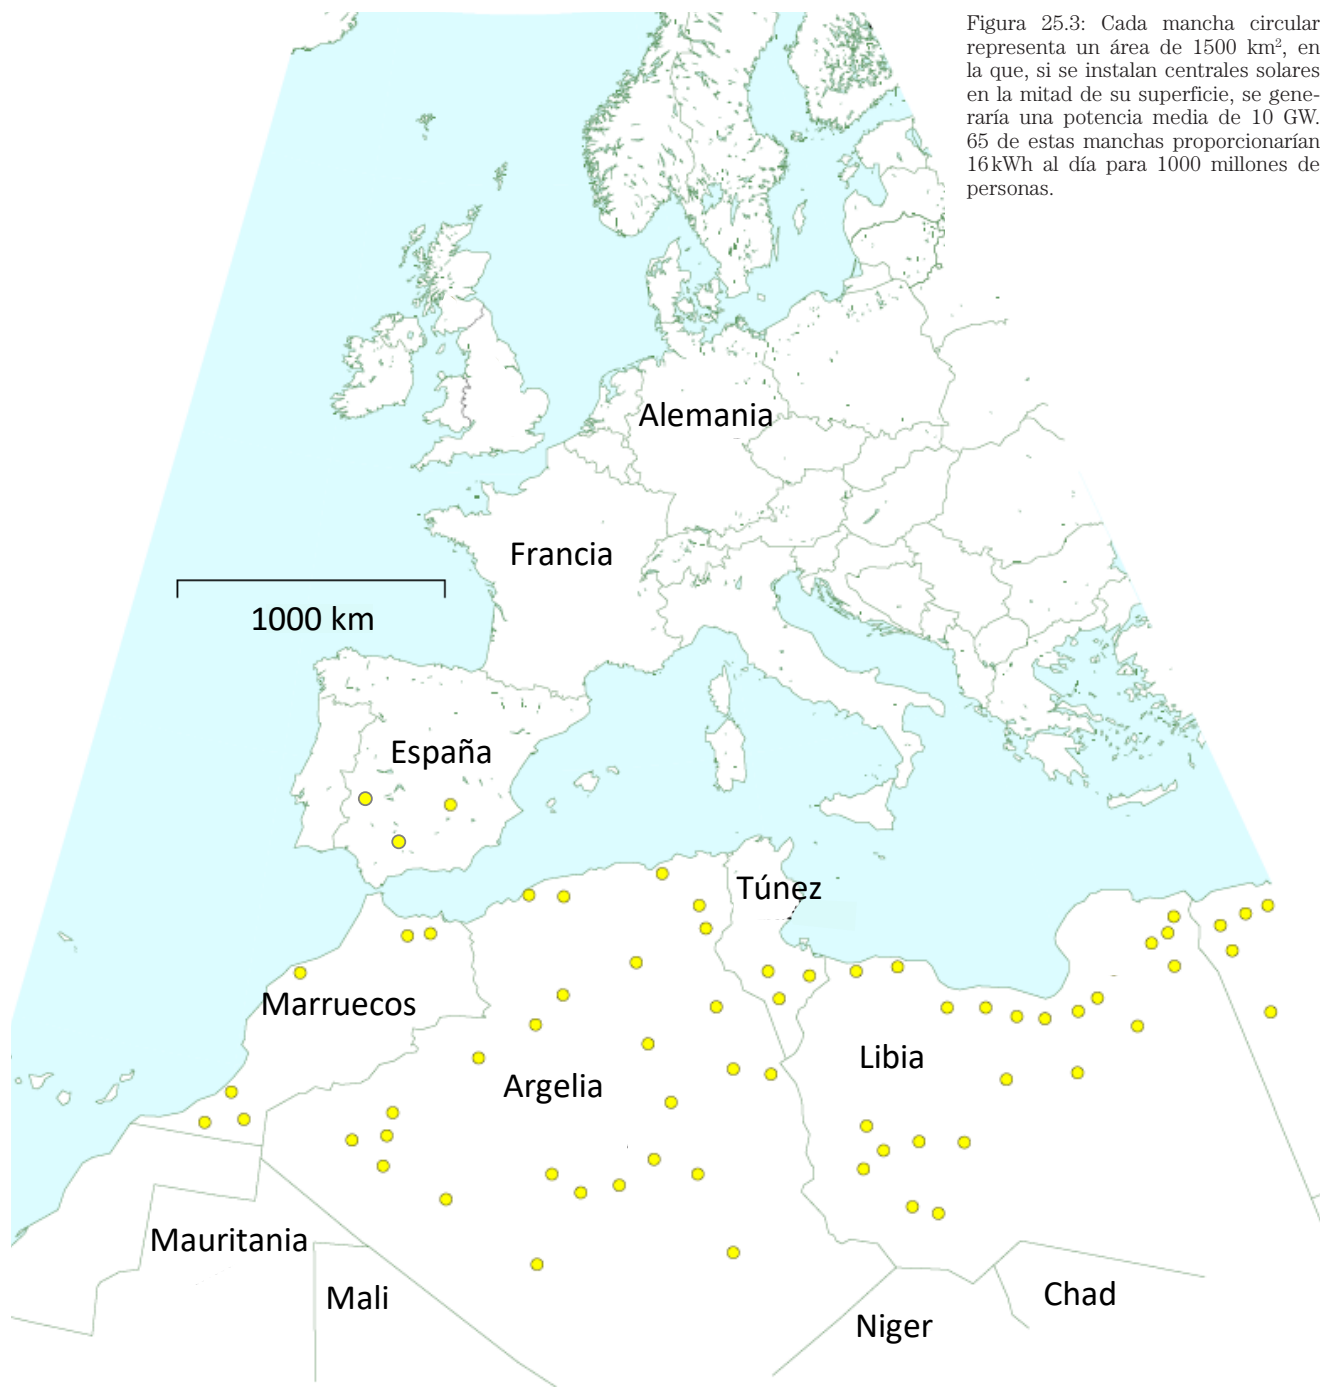 Figura 25.3: Cada mancha circular
representa un área de 1500 km², en
la que, si se instalan centrales solares
en la mitad de su superficie, se gene-
raría una potencia media de 10 GW.
65 de estas manchas proporcionarían
16 kWh al día para 1000 millones de
personas.
Alemania
Francia
1000 km
España
Túnez
Marruecos
Libia
Argelia
Mauritania
Mali
Chad
Niger